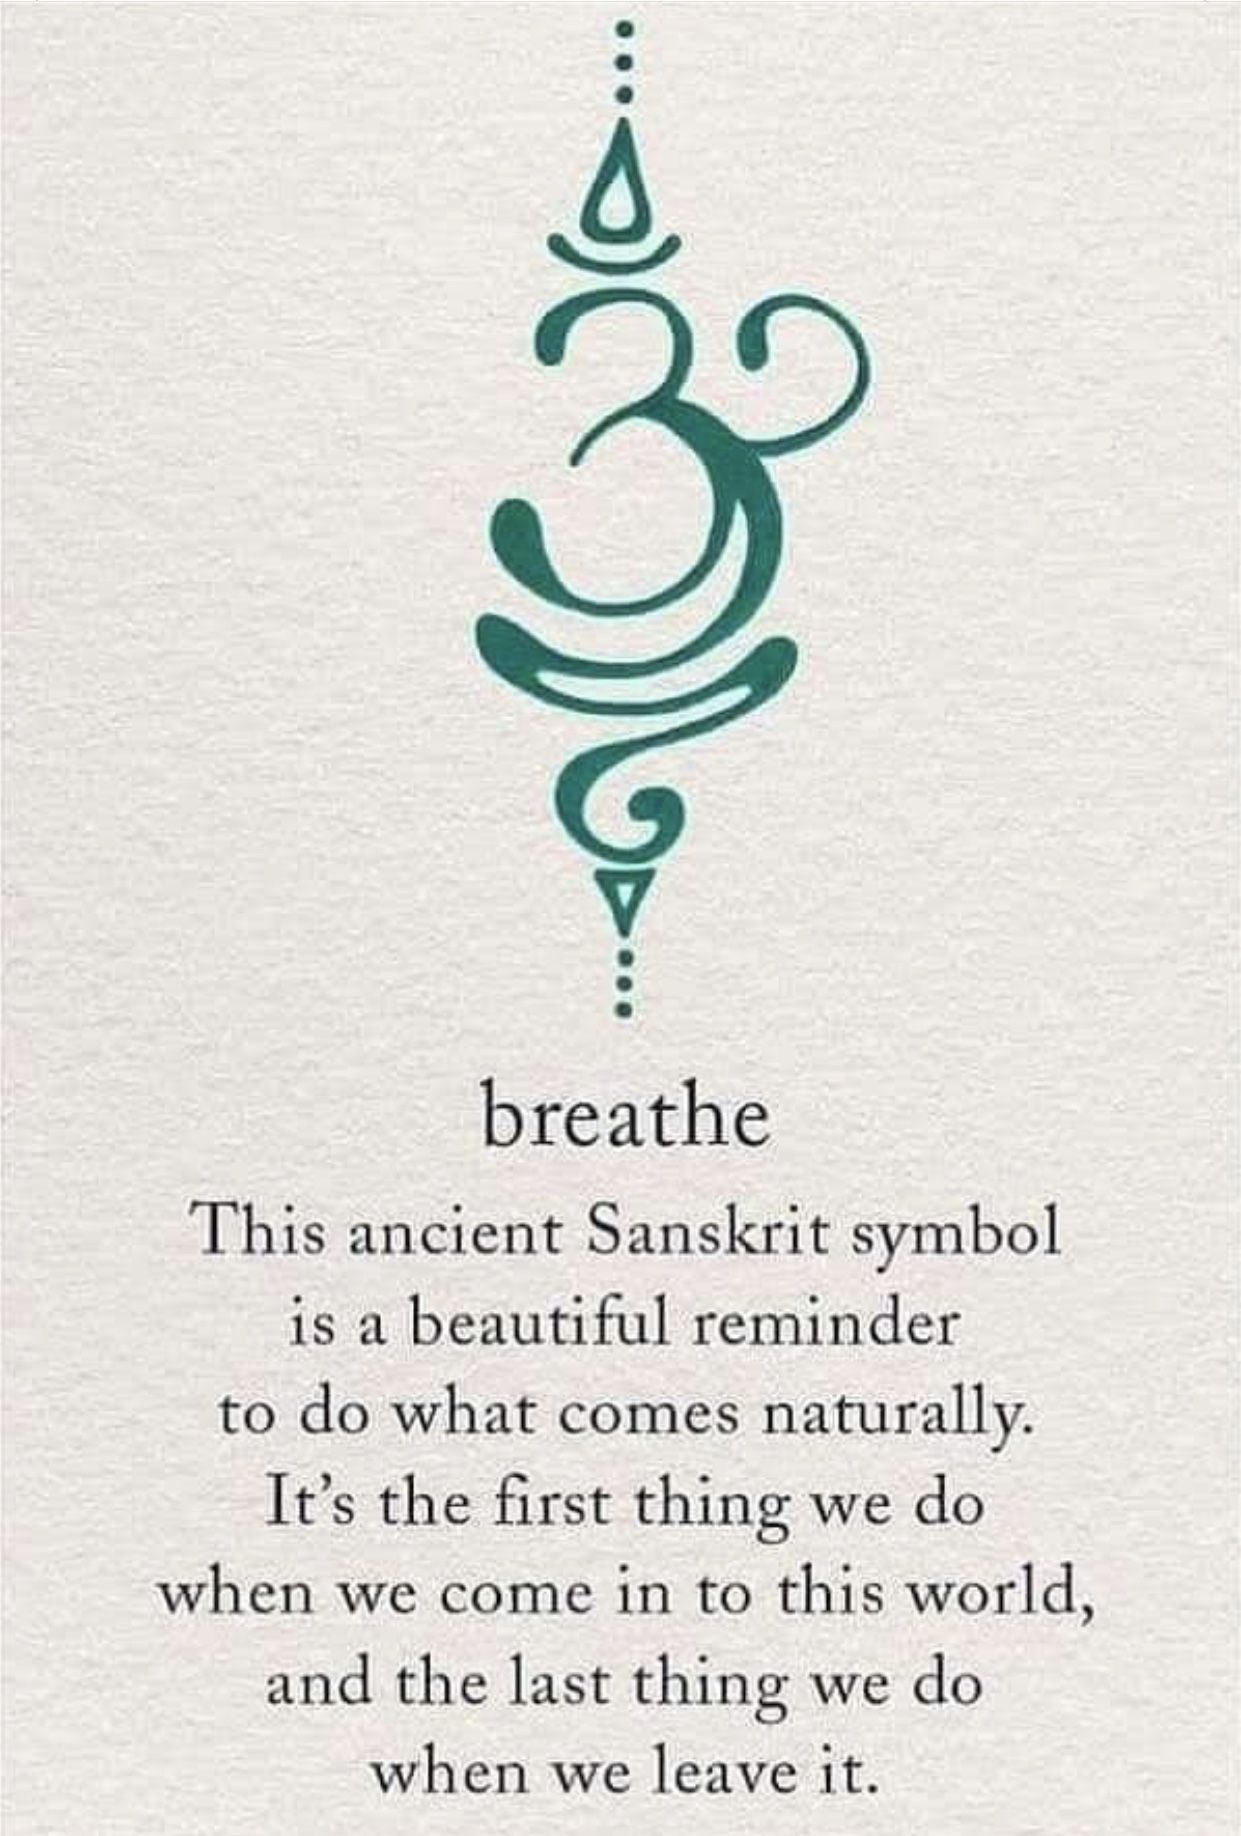 breathe
This ancient Sanskrit symbol
is a beautiful reminder
to do what comes naturally.
It's the first thing we do
when we come in to this world,
and the last thing we do
when we leave it.